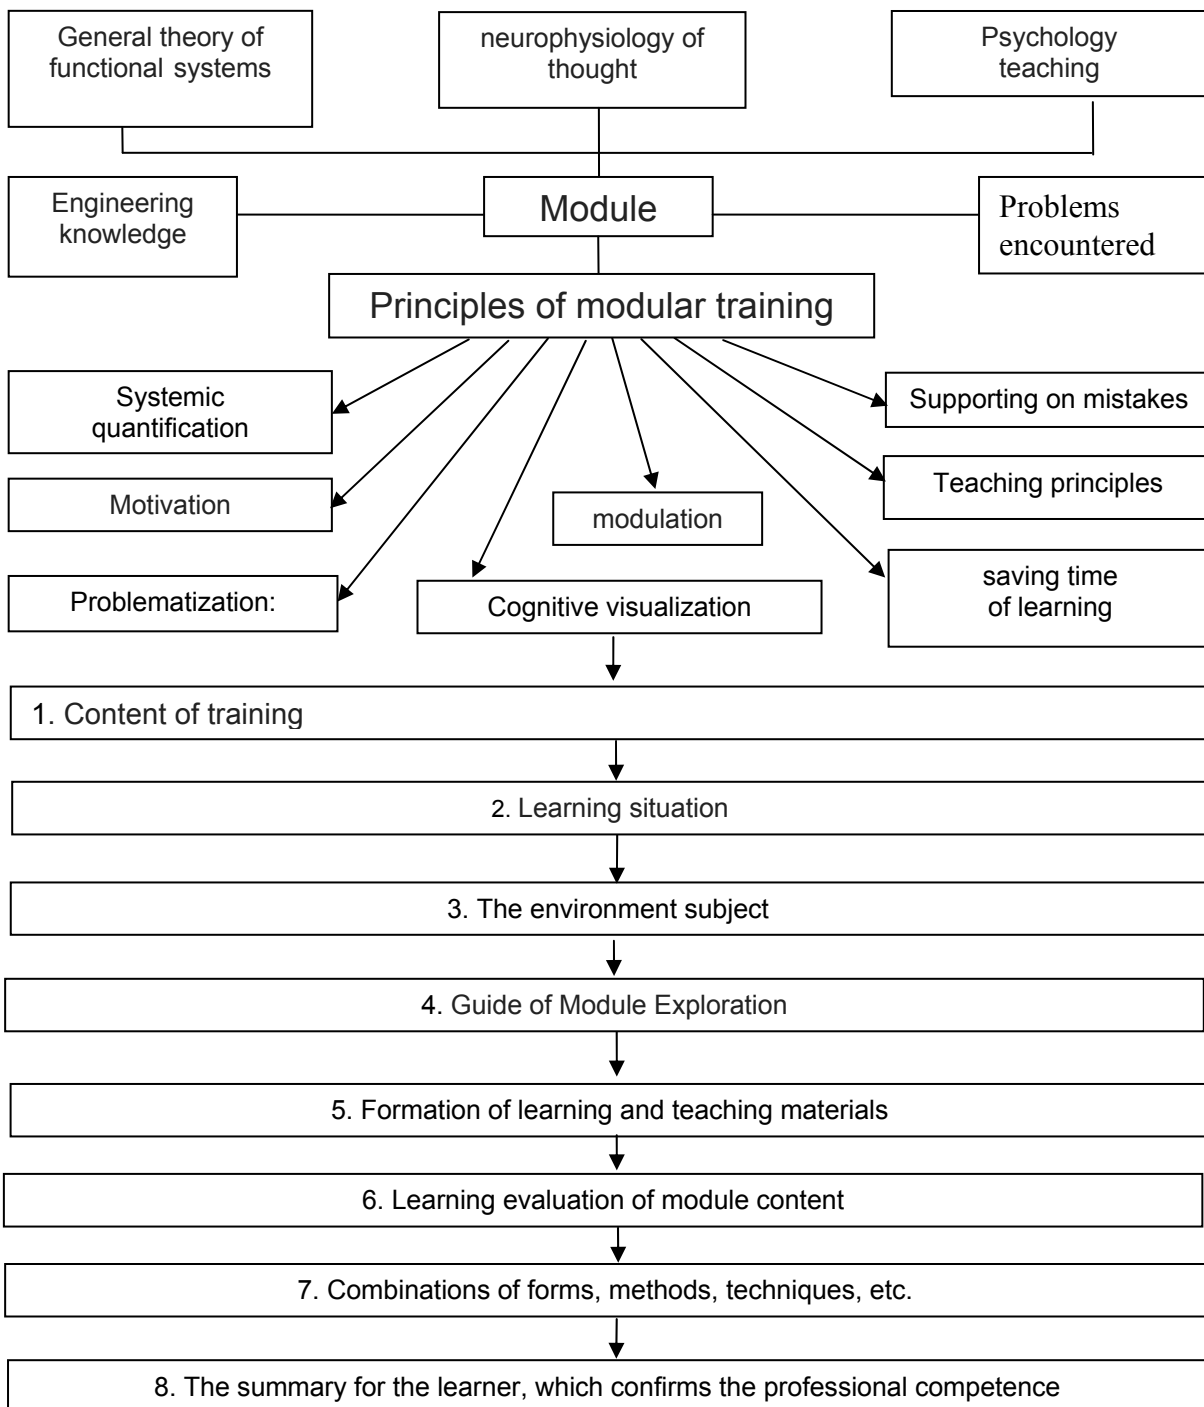 General theory of
functional systems
neurophysiology of
thought
Psychology
teaching
Engineering
knowledge
Module
Problems
encountered
Principles of modular training
Systemic
quantification
Supporting on mistakes
Motivation
Teaching principles
modulation
Problematization:
Cognitive visualization
saving time
of learning
1. Content of training
2. Learning situation
3. The environment subject
4. Guide of Module Exploration
5. Formation of learning and teaching materials
6. Learning evaluation of module content
7. Combinations of forms, methods, techniques, etc.
8. The summary for the learner, which confirms the professional competence